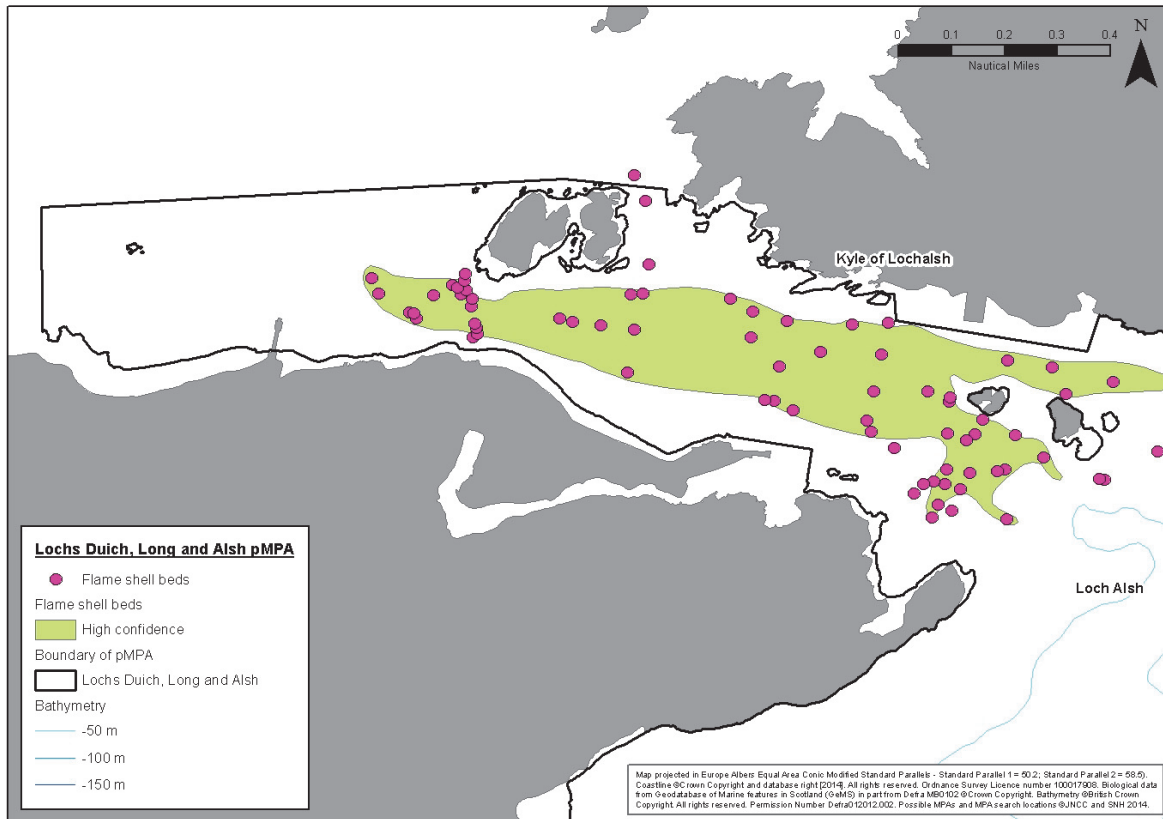 0 0.1 0.2 0.3 0.4
Nautical Miles
N
Kyle of Lochalsh
Loch Alsh
Lochs Duich, Long and Alsh pMPA
Flame shell beds
Flame shell beds
High confidence
Boundary of pMPA
Lochs Duich, Long and Alsh
Bathymetry
-50 m
-100 m
-150 m
Map projected in Europe Albers Equal Area Conic Modified Standard Parallels - Standard Parallel 1 = 50.2; Standard Parallel 2 = 58.5).
Coastline ©Crown Copyright and database right [2014]. All rights reserved. Ordnance Survey Licence number 100017908. Biological data
from Geodatabase of Marine features in Scotland (GeMS) in part from Defra MB0102 ©Crown Copyright. Bathymetry ©British Crown
Copyright. All rights reserved. Permission Number Defra012012.002. Possible MPAs and MPA search locations ©JNCC and SNH 2014.